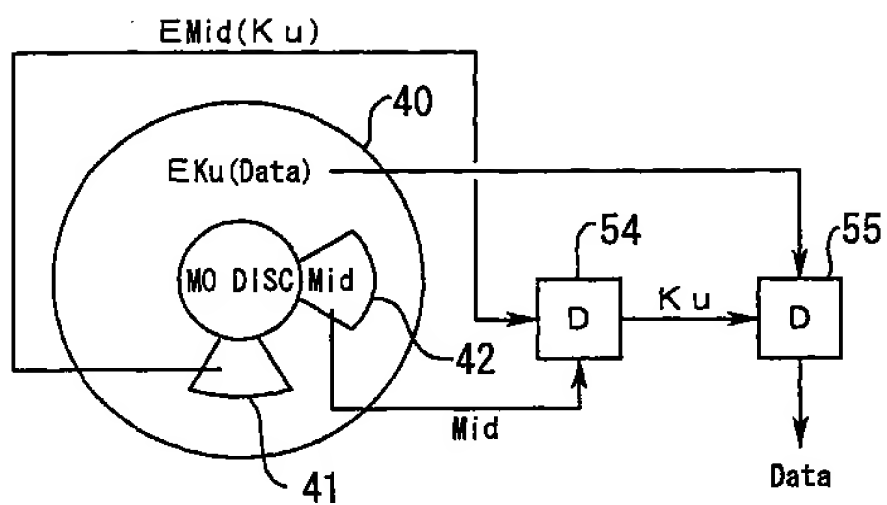 EMid(Ku)
40
EKu(Data)
54
55
MO DISC
Mid
D
Ku
D
42
Mid
41
Data